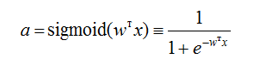 a = sigmoid(wᵀx) ≡ 1 / (1 + e^{-wᵀx})